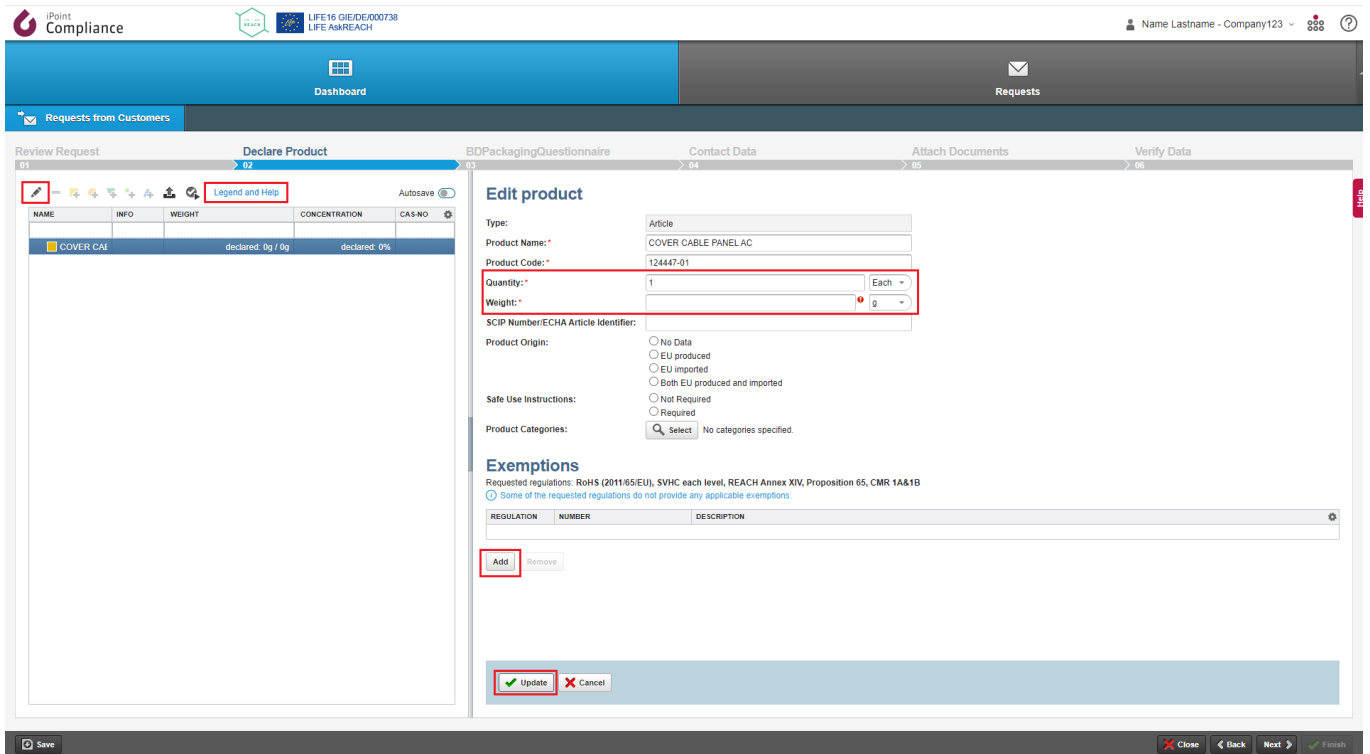 iPoint
Compliance
REACH
LIFE16 GIE/DE/000738
LIFE AskREACH
Name Lastname - Company123
Dashboard
Requests
Requests from Customers
Review Request
Declare Product
BDPackagingQuestionnaire
Contact Data
Attach Documents
Verify Data
01
02
03
04
05
06
Legend and Help
Autosave
NAME
INFO
WEIGHT
CONCENTRATION
CAS-NO
COVER CAE
declared: 0g / 0g
declared: 0%
Edit product
Type:
Article
Product Name:*
COVER CABLE PANEL AC
Product Code:*
124447-01
Quantity:*
1
Each
Weight:*
g
SCIP Number/ECHA Article Identifier:
Product Origin:
No Data
EU produced
EU imported
Both EU produced and imported
Safe Use Instructions:
Not Required
Required
Product Categories:
Select
No categories specified.
Exemptions
Requested regulations: RoHS (2011/65/EU), SVHC each level, REACH Annex XIV, Proposition 65, CMR 1A&1B
Some of the requested regulations do not provide any applicable exemptions.
REGULATION
NUMBER
DESCRIPTION
Add
Remove
Update
Cancel
Help
Save
Close
Back
Next
Finish